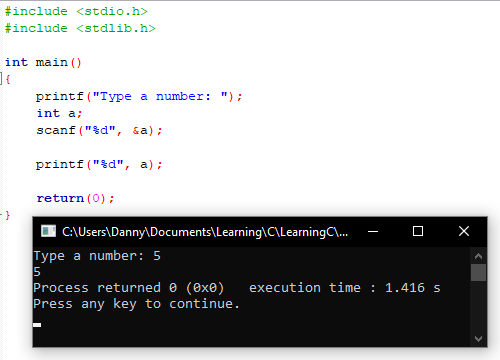 #include <stdio.h>
#include <stdlib.h>
int main()
{
printf("Type a number: ");
int a;
scanf("%d", &a);
printf("%d", a);
return(0);
}
C:\Users\Danny\Documents\Learning\C\LearningC\...
Type a number: 5
5
Process returned 0 (0x0)   execution time : 1.416 s
Press any key to continue.